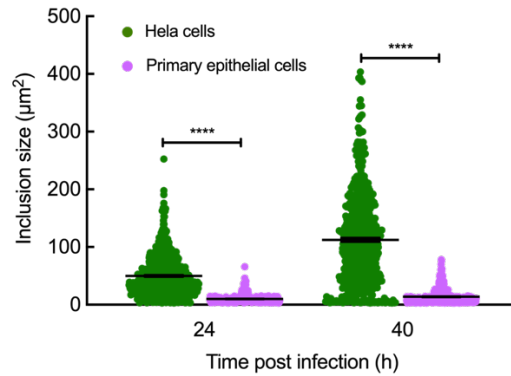 Hela cells
Primary epithelial cells
****
****
Inclusion size (μm²)
500
400
300
200
100
0
24
40
Time post infection (h)